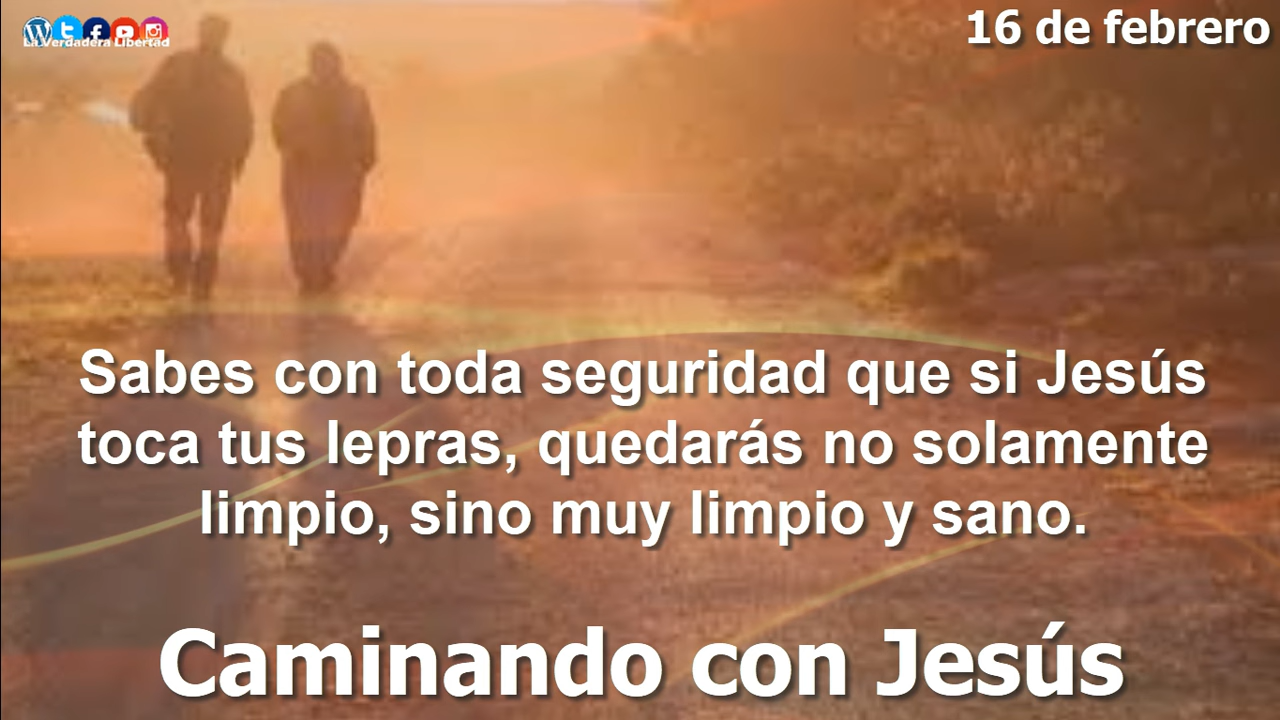 La Verdadera Libertad
16 de febrero
Sabes con toda seguridad que si Jesús
toca tus lepras, quedarás no solamente
limpio, sino muy limpio y sano.
Caminando con Jesús